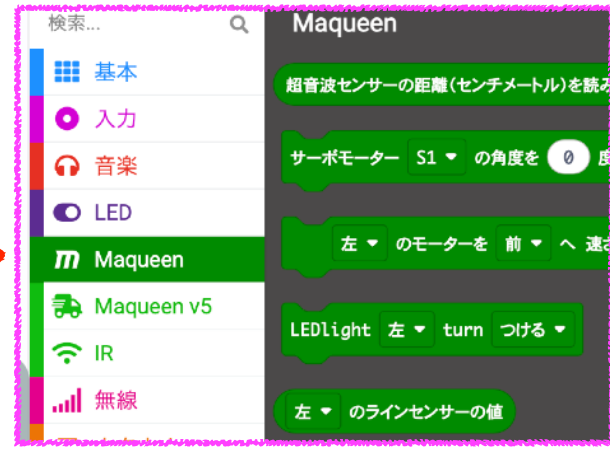 検索...
基本
入力
音楽
LED
Maqueen
Maqueen v5
IR
無線
Maqueen
超音波センサーの距離(センチメートル)を読み
サーボモーター S1 の角度を 0 度
左 のモーターを 前 へ 速さ
LEDlight 左 turn つける
左 のラインセンサーの値